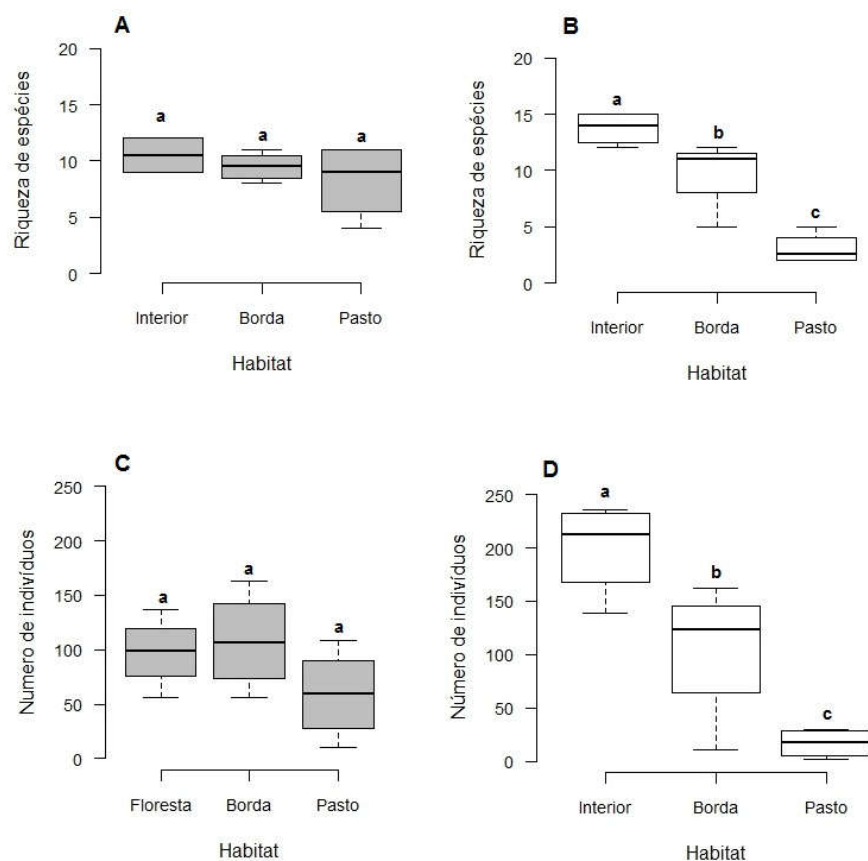 A
Riqueza de espécies
20
15
10
5
0
a
a
a
Interior Borda Pasto
Habitat
B
Riqueza de espécies
20
15
10
5
0
a
b
c
Interior Borda Pasto
Habitat
C
Numero de indivíduos
250
200
150
100
50
0
a
a
a
Floresta Borda Pasto
Habitat
D
Número de indivíduos
250
200
150
100
50
0
a
b
c
Interior Borda Pasto
Habitat